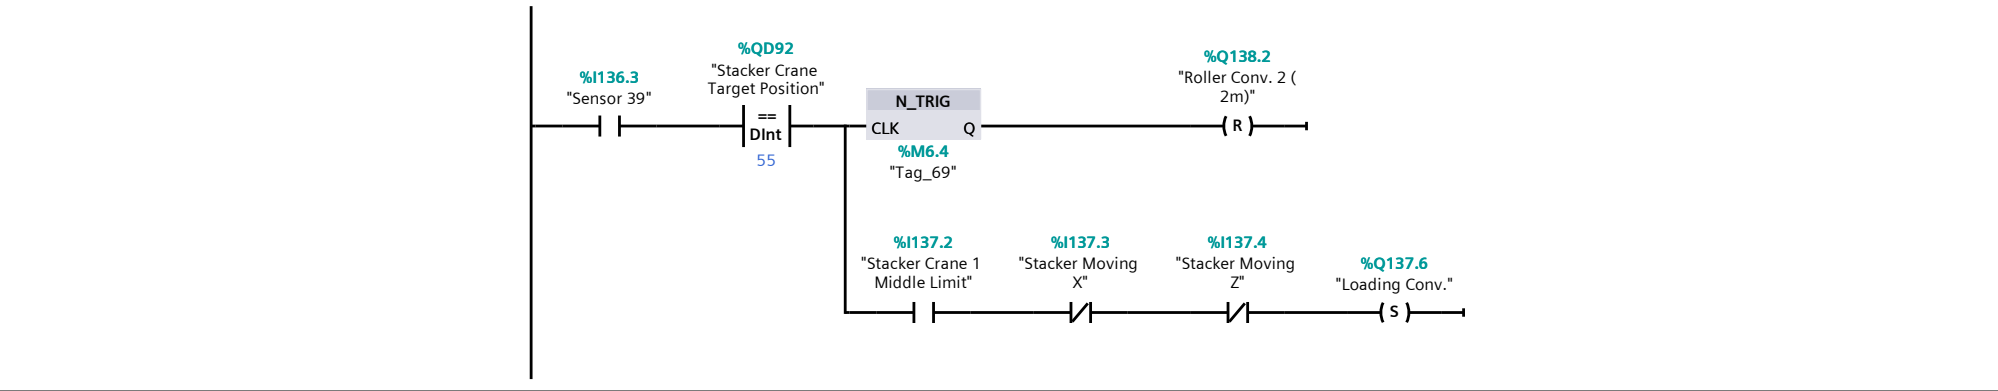 %I136.3
"Sensor 39"
%QD92
"Stacker Crane
Target Position"
==
DInt
55
N_TRIG
CLK Q
%M6.4
"Tag_69"
%Q138.2
"Roller Conv. 2 (
2m)"
R
%I137.2
"Stacker Crane 1
Middle Limit"
%I137.3
"Stacker Moving
X"
%I137.4
"Stacker Moving
Z"
%Q137.6
"Loading Conv."
S